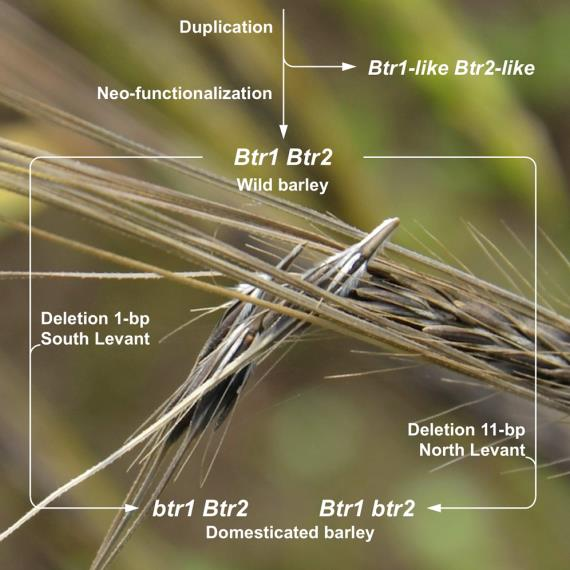 Duplication
Btr1-like Btr2-like
Neo-functionalization
Btr1 Btr2
Wild barley
Deletion 1-bp
South Levant
Deletion 11-bp
North Levant
btr1 Btr2
Btr1 btr2
Domesticated barley